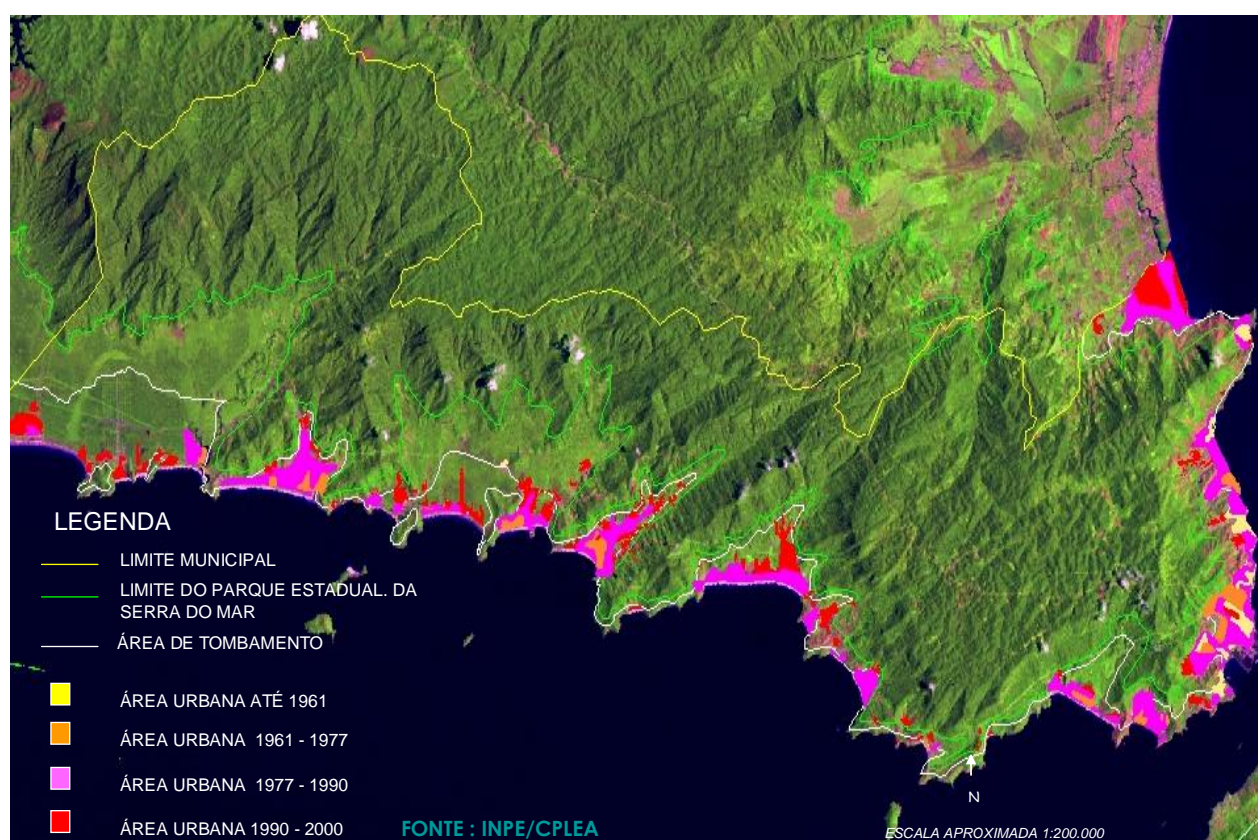 LEGENDA
LIMITE MUNICIPAL
LIMITE DO PARQUE ESTADUAL. DA
SERRA DO MAR
ÁREA DE TOMBAMENTO
ÁREA URBANA ATÉ 1961
ÁREA URBANA 1961 - 1977
ÁREA URBANA 1977 - 1990
ÁREA URBANA 1990 - 2000
FONTE : INPE/CPLEA
N
ESCALA APROXIMADA 1:200.000